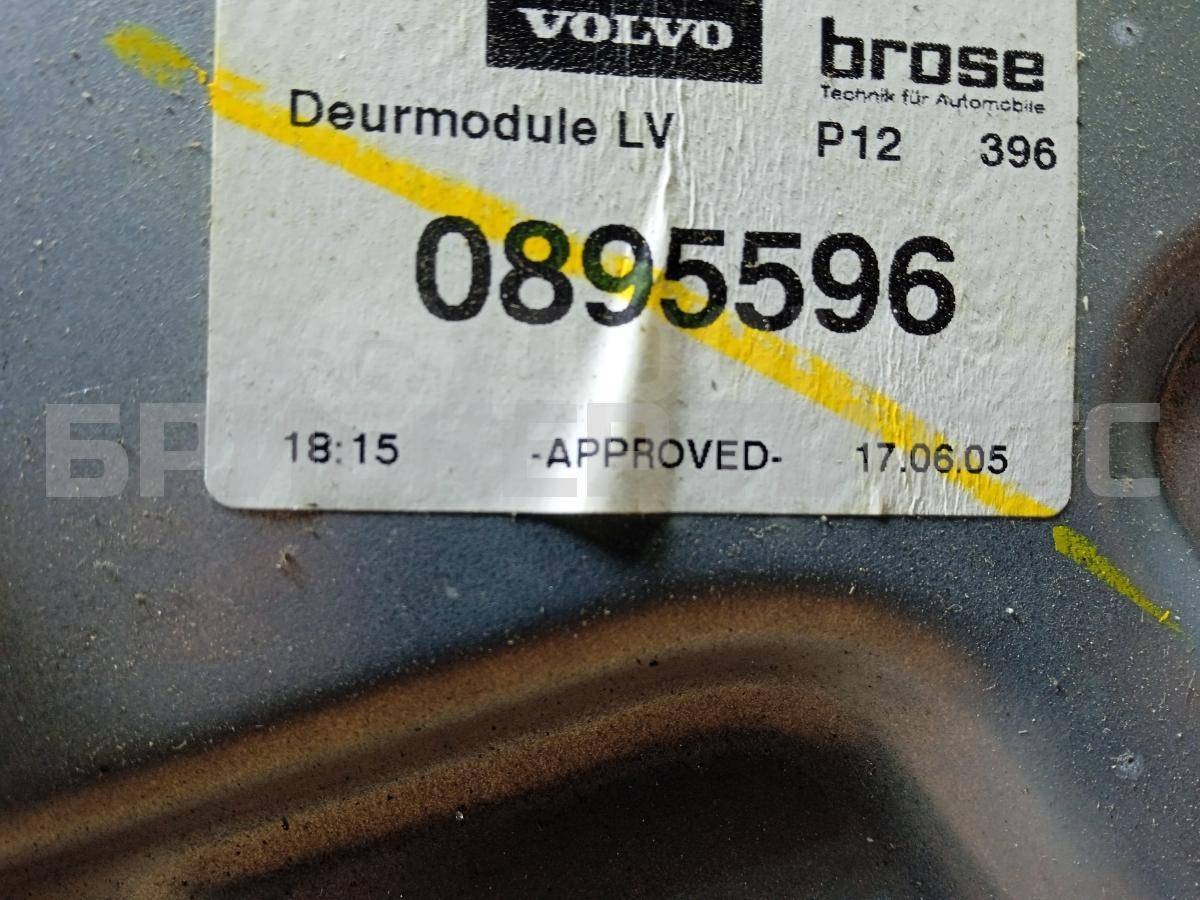 VOLVO
brose
Technik für Automobile
Deurmodule LV
P12 396
0895596
18:15 -APPROVED- 17.06.05